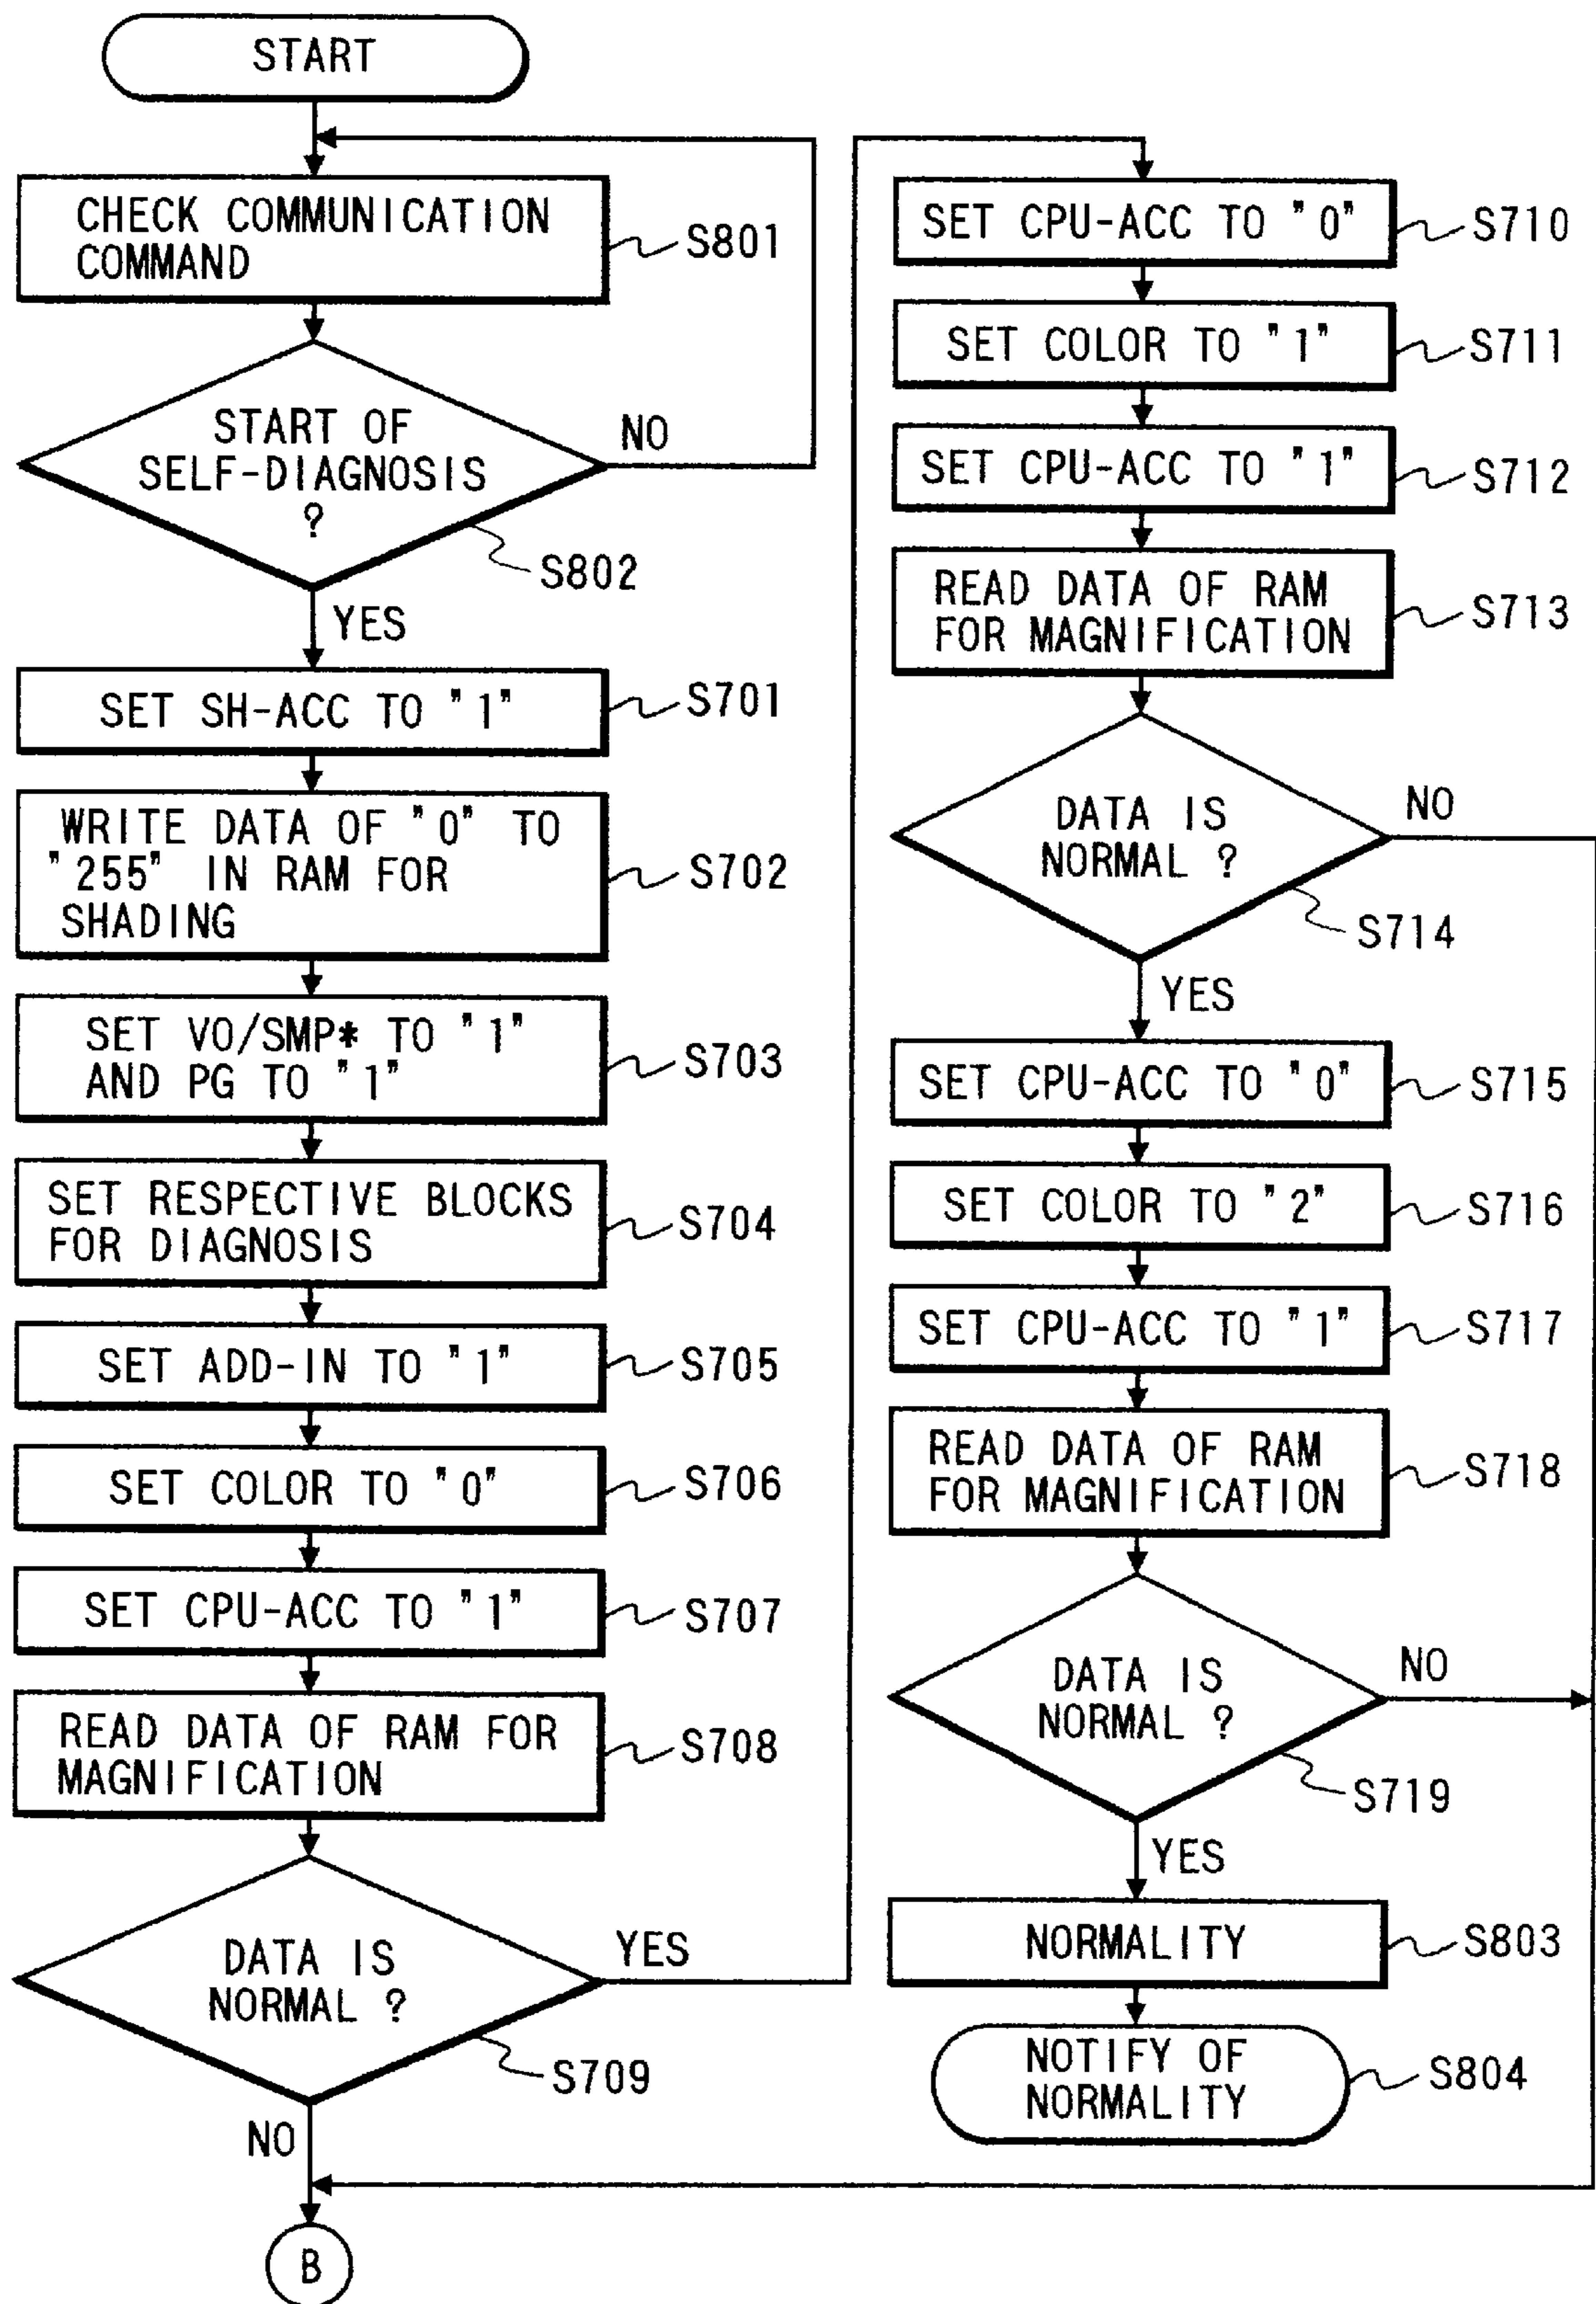 START
CHECK COMMUNICATION
COMMAND
S801
START OF
SELF-DIAGNOSIS
?
NO
S802
YES
SET SH-ACC TO "1"
S701
WRITE DATA OF "0" TO
"255" IN RAM FOR
SHADING
S702
SET VO/SMP* TO "1"
AND PG TO "1"
S703
SET RESPECTIVE BLOCKS
FOR DIAGNOSIS
S704
SET ADD-IN TO "1"
S705
SET COLOR TO "0"
S706
SET CPU-ACC TO "1"
S707
READ DATA OF RAM FOR
MAGNIFICATION
S708
DATA IS
NORMAL ?
YES
S709
NO
B
SET CPU-ACC TO "0"
S710
SET COLOR TO "1"
S711
SET CPU-ACC TO "1"
S712
READ DATA OF RAM
FOR MAGNIFICATION
S713
DATA IS
NORMAL ?
NO
S714
YES
SET CPU-ACC TO "0"
S715
SET COLOR TO "2"
S716
SET CPU-ACC TO "1"
S717
READ DATA OF RAM
FOR MAGNIFICATION
S718
DATA IS
NORMAL ?
NO
S719
YES
NORMALITY
S803
NOTIFY OF
NORMALITY
S804